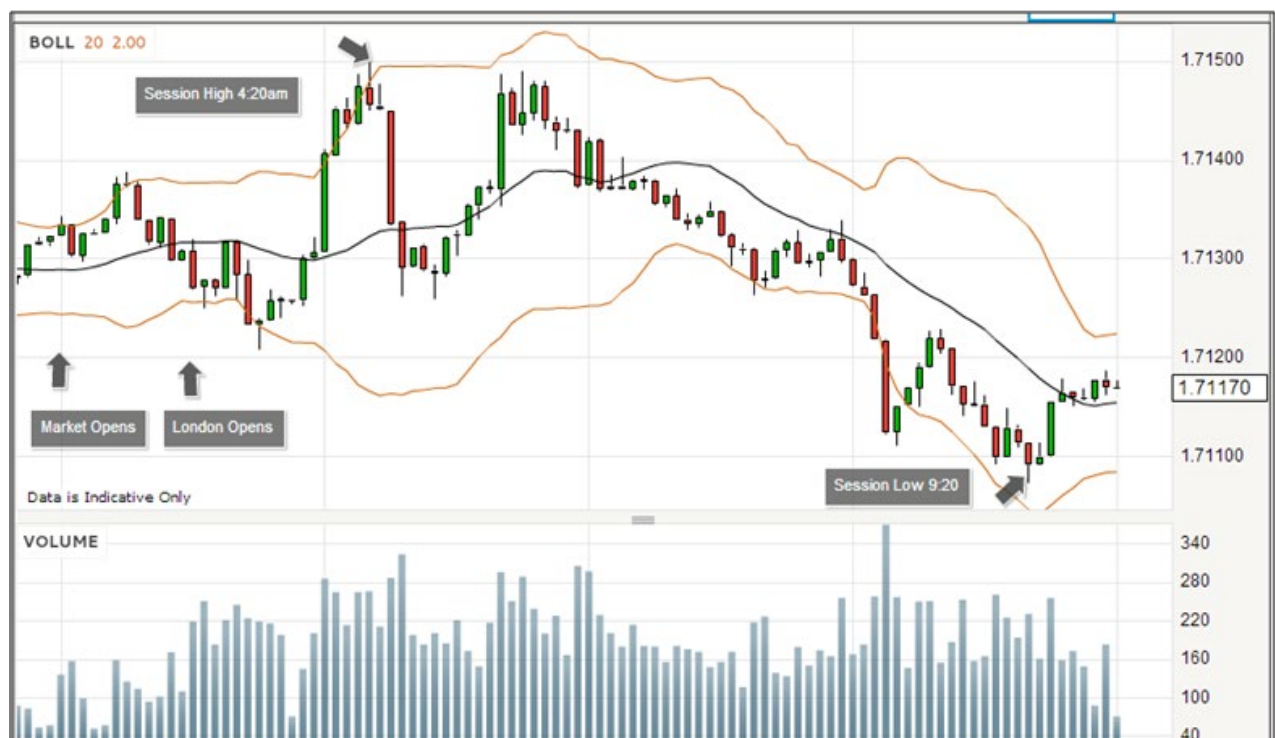 BOLL 20 2.00
Session High 4:20am
1.71500
1.71400
1.71300
1.71200
1.71170
1.71100
Market Opens
London Opens
Session Low 9:20
Data is Indicative Only
VOLUME
340
280
220
160
100
40